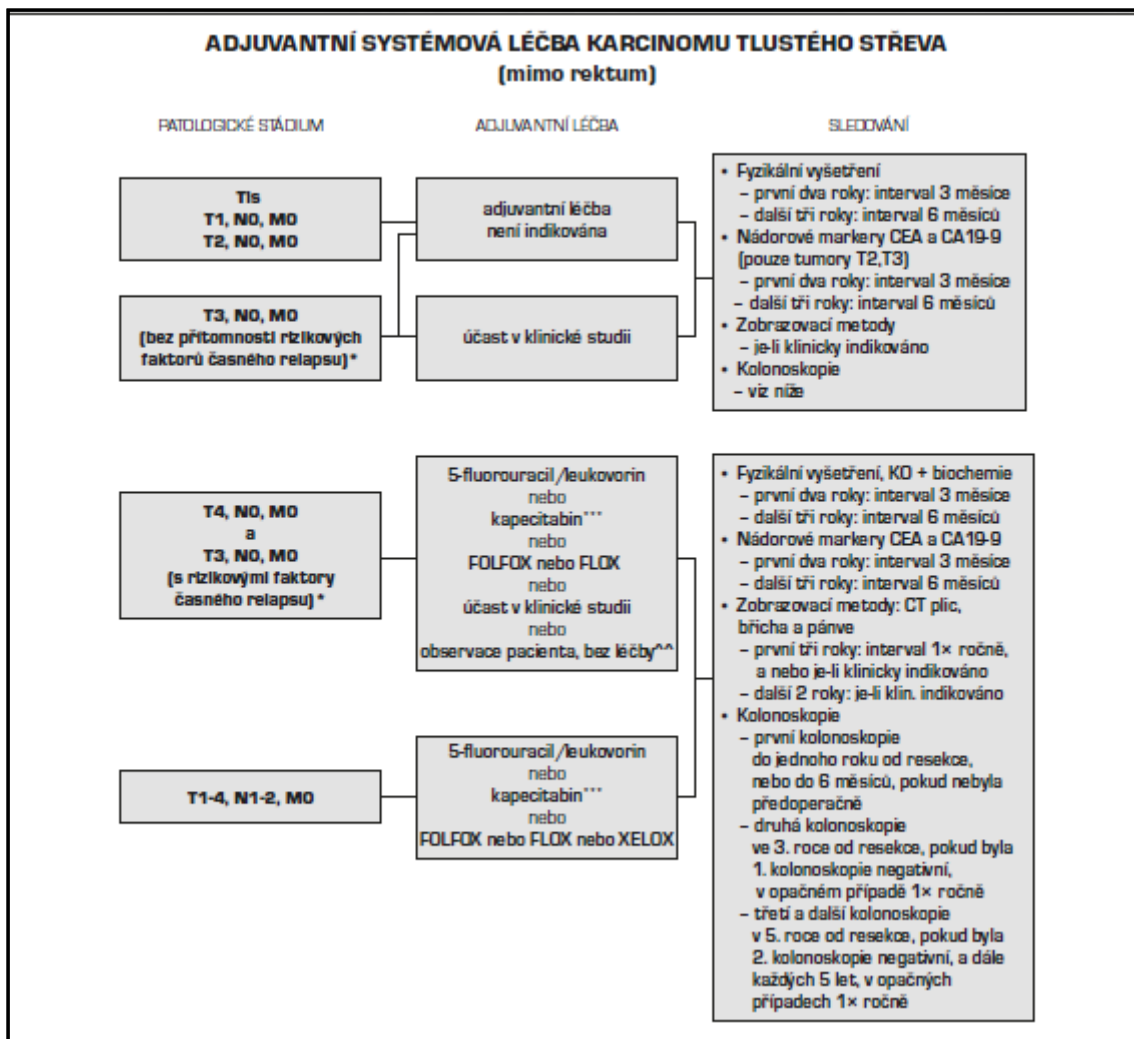 ADJUVANTNÍ SYSTÉMOVÁ LÉČBA KARCINOMU TLUSTÉHO STŘEVA
(mimo rektum)
PATOLOGICKÉ STÁDIUM
ADJUVANTNÍ LÉČBA
SLEDOVÁNÍ
Tis
T1, N0, M0
T2, N0, M0
adjuvantní léčba
není indikována
T3, N0, M0
(bez přítomnosti rizikových
faktorů časného relapsu)*
účast v klinické studii
• Fyzikální vyšetření
– první dva roky: interval 3 měsíce
– další tři roky: interval 6 měsíců
• Nádorové markery CEA a CA19-9
(pouze tumory T2,T3)
– první dva roky: interval 3 měsíce
– další tři roky: interval 6 měsíců
• Zobrazovací metody
– je-li klinicky indikováno
• Kolonoskopie
– viz níže
T4, N0, M0
a
T3, N0, M0
(s rizikovými faktory
časného relapsu)*
5-fluorouracil/leukovorin
nebo
kapecitabin***
nebo
FOLFOX nebo FLOX
nebo
účast v klinické studii
nebo
observace pacienta, bez léčby^^
T1-4, N1-2, M0
5-fluorouracil/leukovorin
nebo
kapecitabin***
nebo
FOLFOX nebo FLOX nebo XELOX
• Fyzikální vyšetření, KO + biochemie
– první dva roky: interval 3 měsíce
– další tři roky: interval 6 měsíců
• Nádorové markery CEA a CA19-9
– první dva roky: interval 3 měsíce
– další tři roky: interval 6 měsíců
• Zobrazovací metody: CT plic,
břicha a pánve
– první tři roky: interval 1× ročně,
a nebo je-li klinicky indikováno
– další 2 roky: je-li klin. indikováno
• Kolonoskopie
– první kolonoskopie
do jednoho roku od resekce,
nebo do 6 měsíců, pokud nebyla
předoperačně
– druhá kolonoskopie
ve 3. roce od resekce, pokud byla
1. kolonoskopie negativní,
v opačném případě 1× ročně
– třetí a další kolonoskopie
v 5. roce od resekce, pokud byla
2. kolonoskopie negativní, a dále
každých 5 let, v opačných
případech 1× ročně